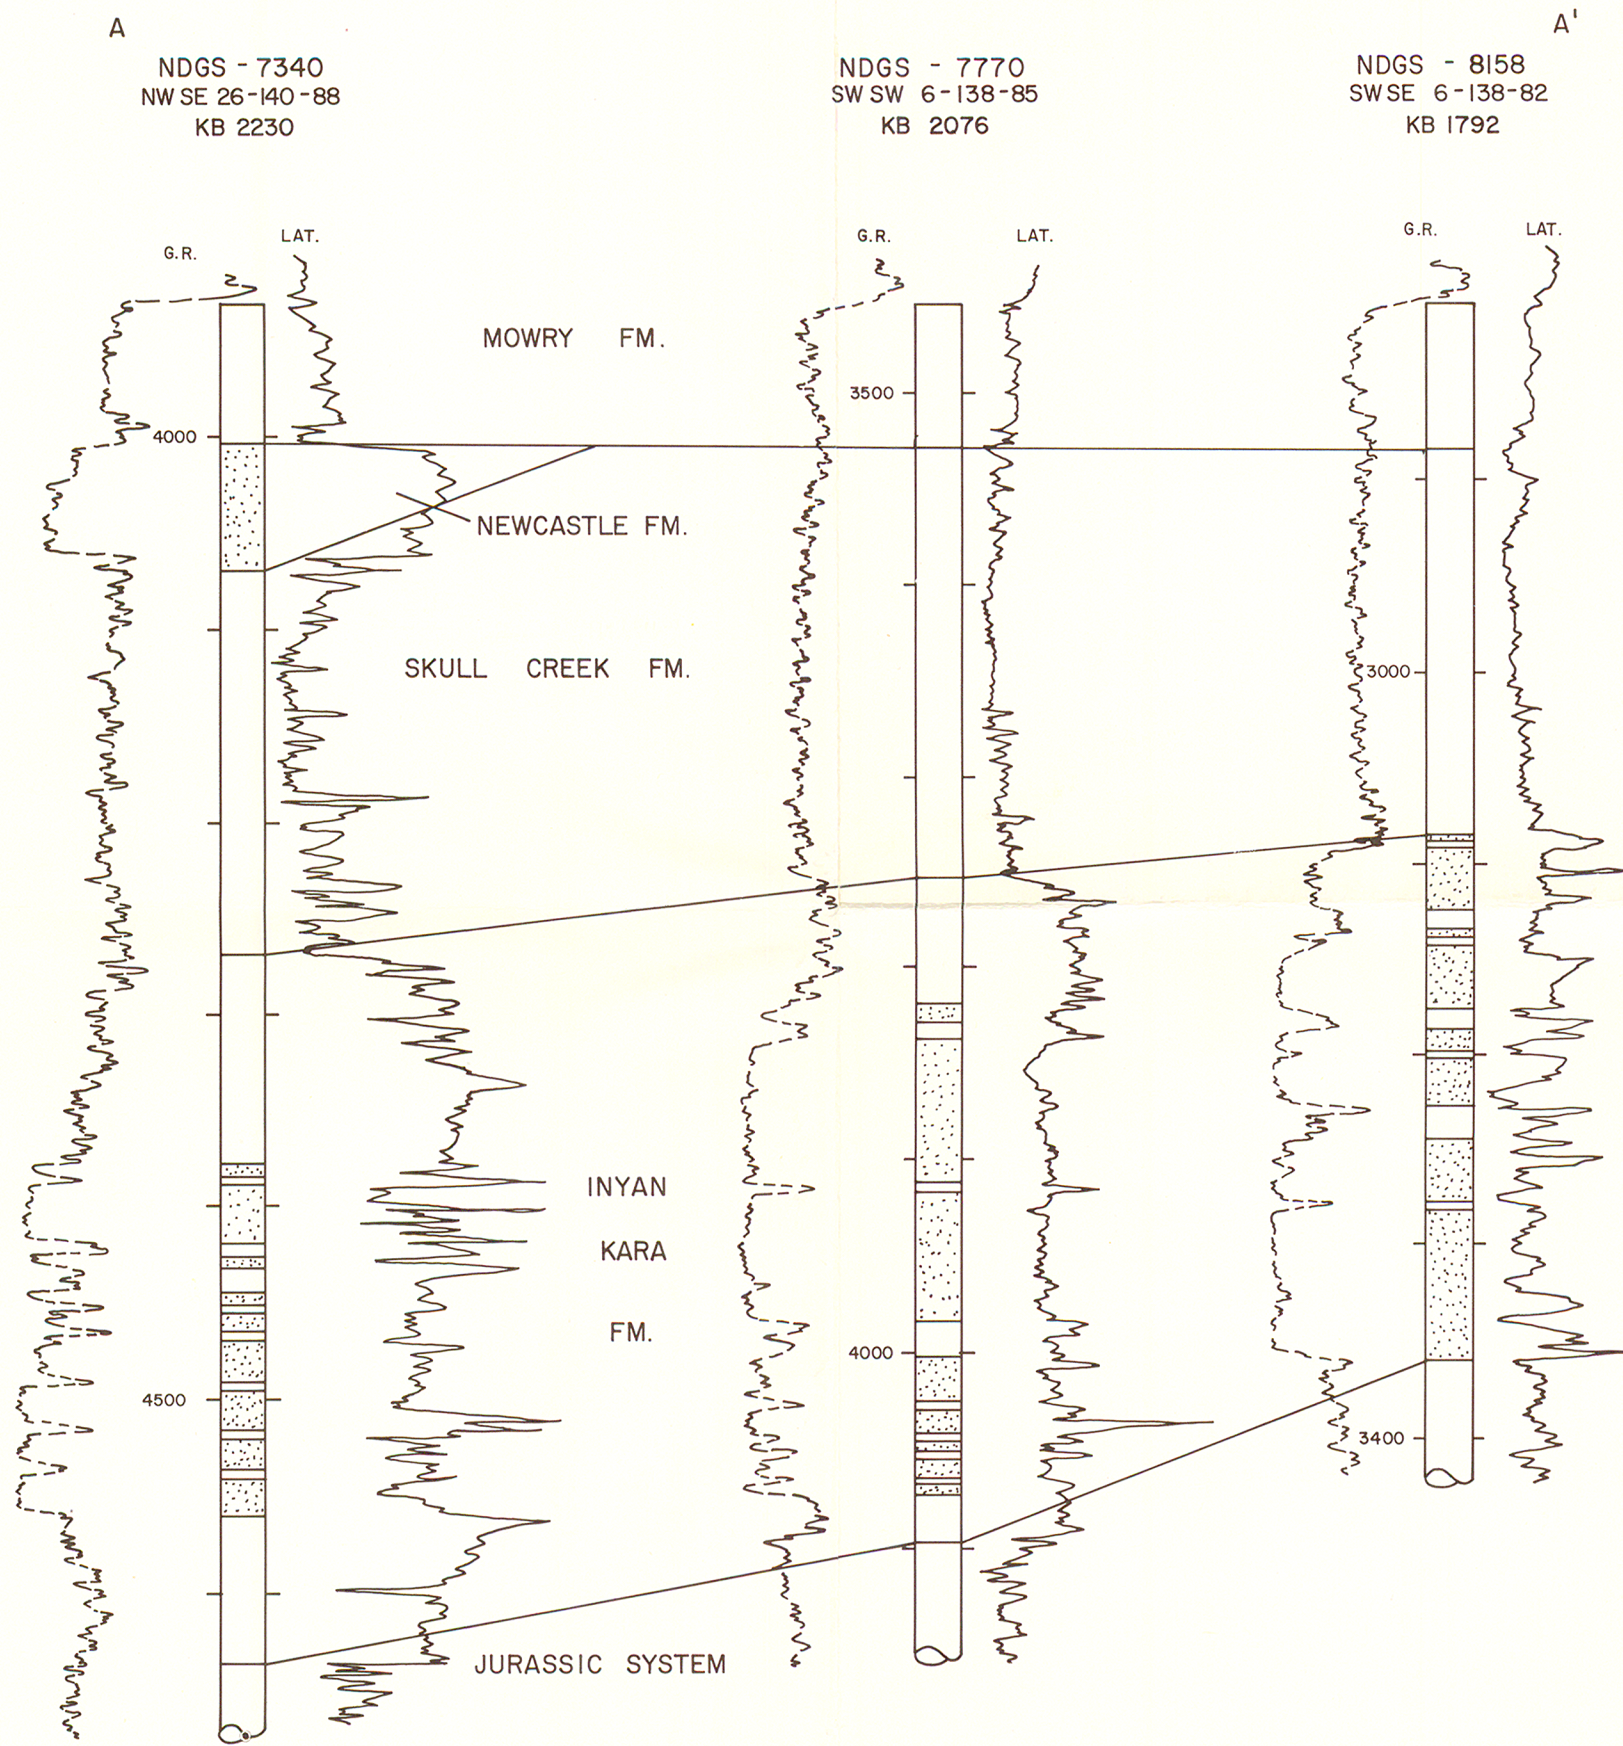 A
A'
NDGS - 7340
NW SE 26-140-88
KB 2230
NDGS - 7770
SW SW 6-138-85
KB 2076
NDGS - 8158
SW SE 6-138-82
KB 1792
G.R.
LAT.
G.R.
LAT.
G.R.
LAT.
MOWRY FM.
3500
4000
NEWCASTLE FM.
SKULL CREEK FM.
3000
INYAN
KARA
FM.
4000
4500
3400
JURASSIC SYSTEM